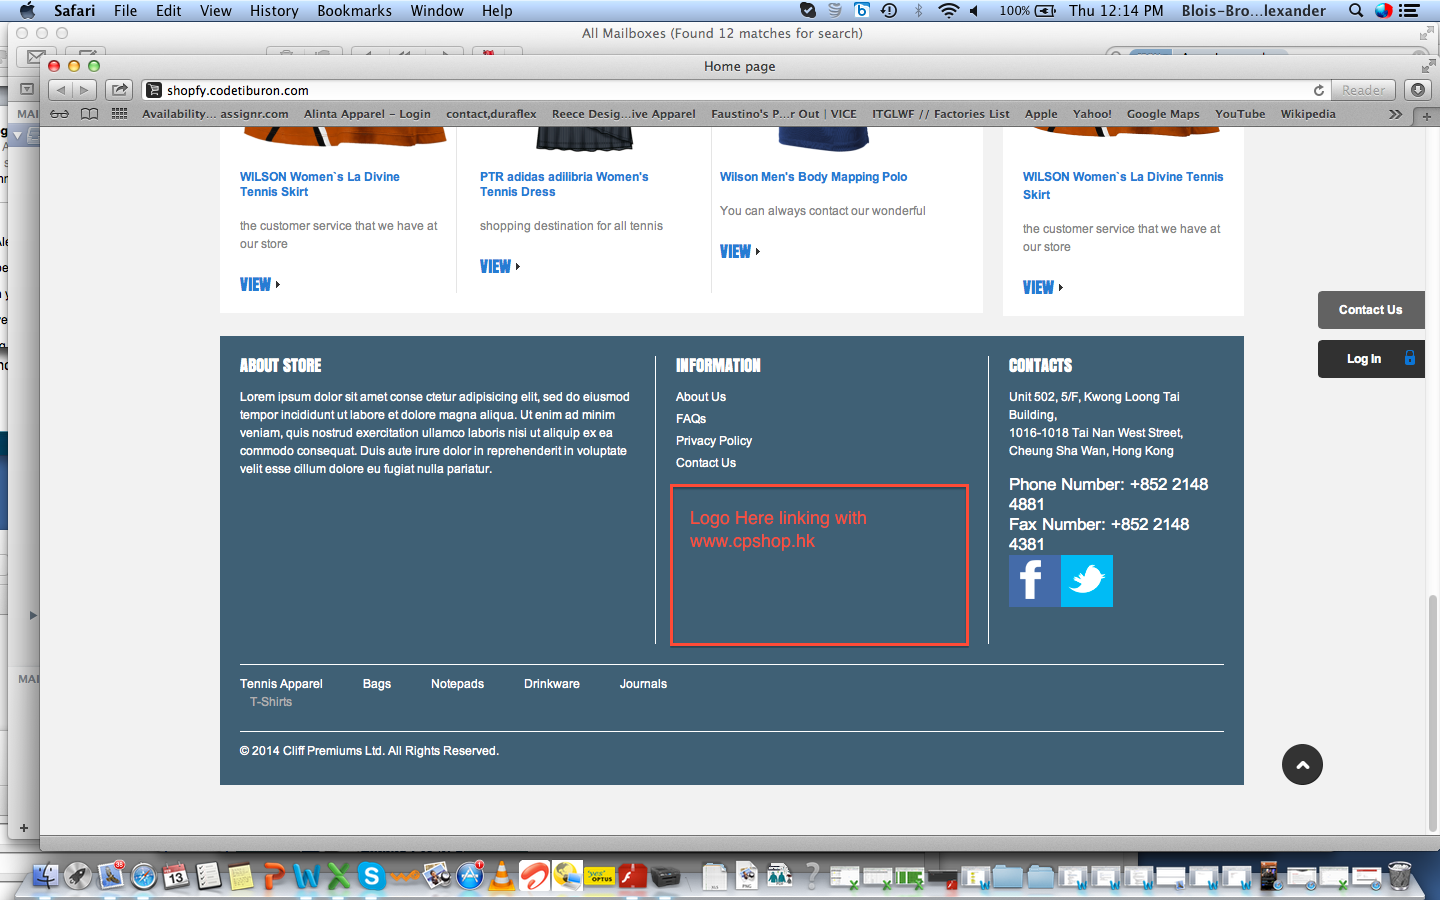 Safari File Edit View History Bookmarks Window Help 100% Thu 12:14 PM Blois-Bro...lexander
All Mailboxes (Found 12 matches for search)
Home page
shopfy.codetiburon.com Reader
Availability... assignr.com Alinta Apparel - Login contact,duraflex Reece Desig...ive Apparel Faustino's P...r Out | VICE ITGLWF // Factories List Apple Yahoo! Google Maps YouTube Wikipedia
WILSON Women`s La Divine
Tennis Skirt
the customer service that we have at
our store
VIEW
PTR adidas adilibria Women's
Tennis Dress
shopping destination for all tennis
VIEW
Wilson Men's Body Mapping Polo
You can always contact our wonderful
VIEW
WILSON Women`s La Divine Tennis
Skirt
the customer service that we have at
our store
VIEW
Contact Us
Log In
ABOUT STORE
Lorem ipsum dolor sit amet conse ctetur adipisicing elit, sed do eiusmod
tempor incididunt ut labore et dolore magna aliqua. Ut enim ad minim
veniam, quis nostrud exercitation ullamco laboris nisi ut aliquip ex ea
commodo consequat. Duis aute irure dolor in reprehenderit in voluptate
velit esse cillum dolore eu fugiat nulla pariatur.
INFORMATION
About Us
FAQs
Privacy Policy
Contact Us
Logo Here linking with
www.cpshop.hk
CONTACTS
Unit 502, 5/F, Kwong Loong Tai
Building,
1016-1018 Tai Nan West Street,
Cheung Sha Wan, Hong Kong
Phone Number: +852 2148
4881
Fax Number: +852 2148
4381
Tennis Apparel Bags Notepads Drinkware Journals
T-Shirts
© 2014 Cliff Premiums Ltd. All Rights Reserved.